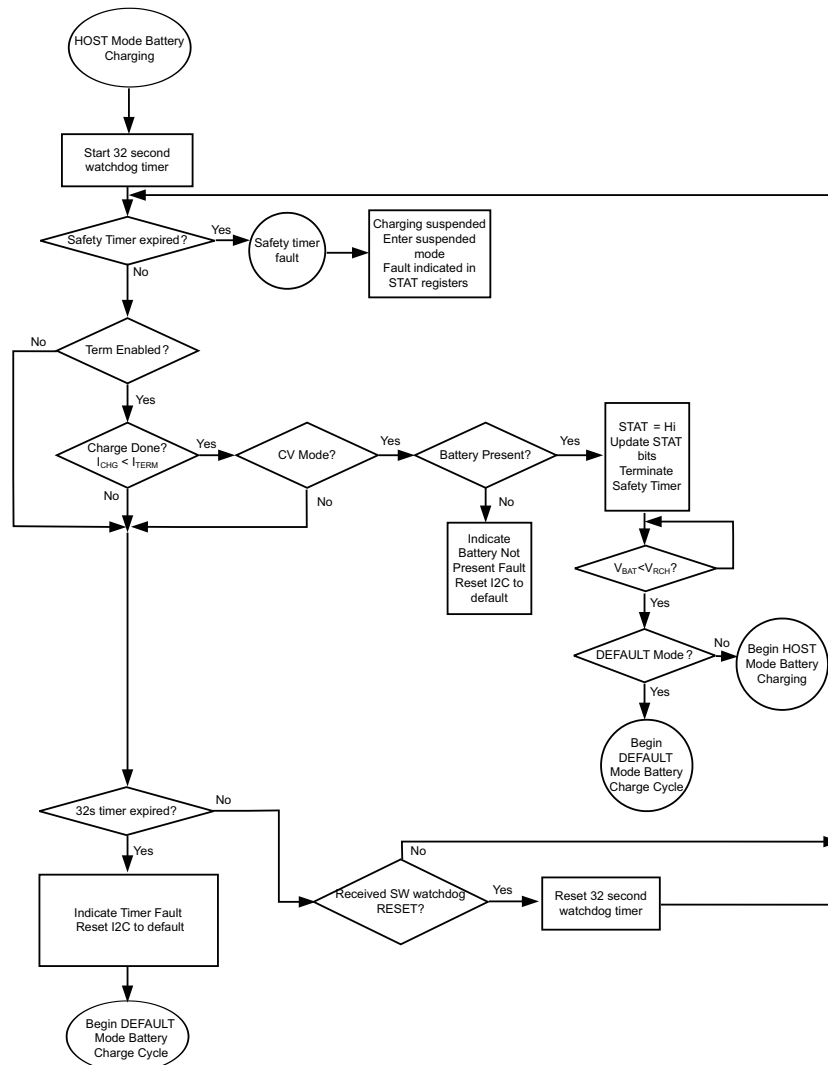 HOST Mode Battery
Charging
Start 32 second
watchdog timer
Safety Timer expired?
Yes
Safety timer
fault
Charging suspended
Enter suspended
mode
Fault indicated in
STAT registers
No
No
Term Enabled?
Yes
Charge Done?
ICHG < ITERM
Yes
No
CV Mode?
Yes
No
Battery Present?
Yes
No
STAT = Hi
Update STAT
bits
Terminate
Safety Timer
Indicate
Battery Not
Present Fault
Reset I2C to
default
VBAT<VRCH?
Yes
DEFAULT Mode?
No
Begin HOST
Mode Battery
Charging
Yes
Begin
DEFAULT
Mode Battery
Charge Cycle
32s timer expired?
No
Yes
Indicate Timer Fault
Reset I2C to default
No
Received SW watchdog
RESET?
Yes
Reset 32 second
watchdog timer
Begin DEFAULT
Mode Battery
Charge Cycle